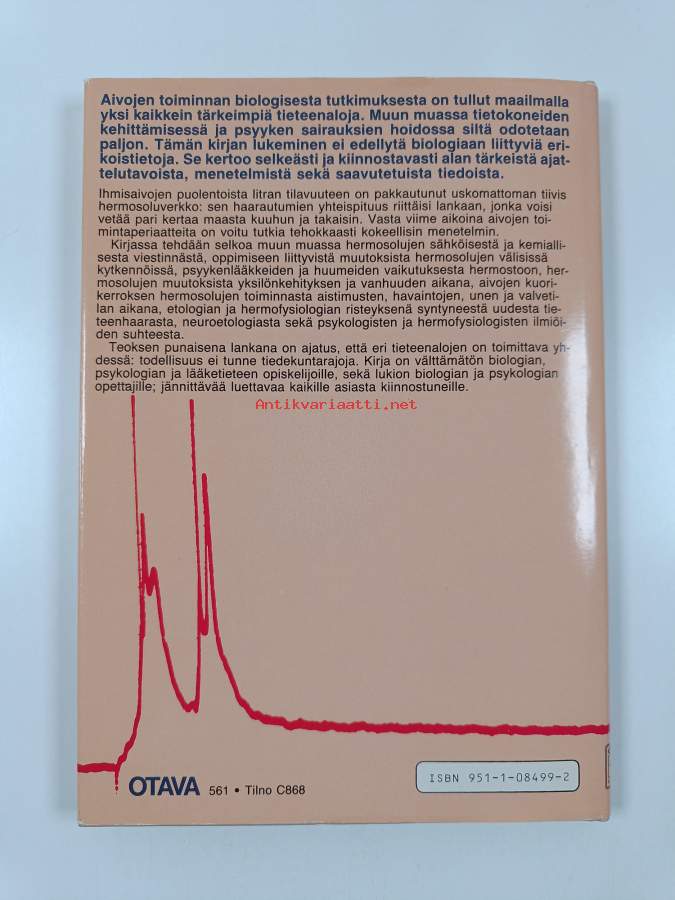 Aivojen toiminnan biologisesta tutkimuksesta on tullut maailmalla
yksi kaikkein tärkeimpiä tieteenaloja. Muun muassa tietokoneiden
kehittämisessä ja psyyken sairauksien hoidossa siltä odotetaan
paljon. Tämän kirjan lukeminen ei edellytä biologiaan liittyviä eri-
koistietoja. Se kertoo selkeästi ja kiinnostavasti alan tärkeistä ajat-
telutavoista, menetelmistä sekä saavutetuista tiedoista.
Ihmisaivojen puolentoista litran tilavuuteen on pakkautunut uskomattoman tiivis
hermosoluverkko: sen haarautumien yhteispituus riittäisi lankaan, jonka voisi
vetää pari kertaa maasta kuuhun ja takaisin. Vasta viime aikoina aivojen toi-
mintaperiaatteita on voitu tutkia tehokkaasti kokeellisin menetelmin.
Kirjassa tehdään selkoa muun muassa hermosolujen sähköisestä ja kemialli-
sesta viestinnästä, oppimiseen liittyvistä muutoksista hermosolujen välisissä
kytkennöissä, psyykenlääkkeiden ja huumeiden vaikutuksesta hermostoon, her-
mosolujen muutoksista yksilönkehityksen ja vanhuuden aikana, aivojen kuori-
kerroksen hermosolujen toiminnasta aistimusten, havaintojen, unen ja valveti-
lan aikana, etologian ja hermofysiologian risteyksenä syntyneestä uudesta tie-
teenhaarasta, neuroetologiasta sekä psykologisten ja hermofysiologisten ilmiöi-
den suhteesta.
Teoksen punaisena lankana on ajatus, että eri tieteenalojen on toimittava yh-
dessä: todellisuus ei tunne tiedekuntarajoja. Kirja on välttämätön biologian,
psykologian ja lääketieteen opiskelijoille, sekä lukion biologian ja psykologian
opettajille; jännittävää luettavaa kaikille asiasta kiinnostuneille.
Antikvariaatti.net
OTAVA 561 • Tilno C868
ISBN 951-1-08499-2